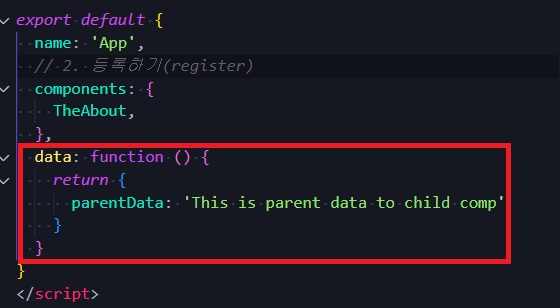 export default {
name: 'App',
// 2. 등록하기(register)
components: {
TheAbout,
},
data: function () {
return {
parentData: 'This is parent data to child comp'
}
}
}
</script>